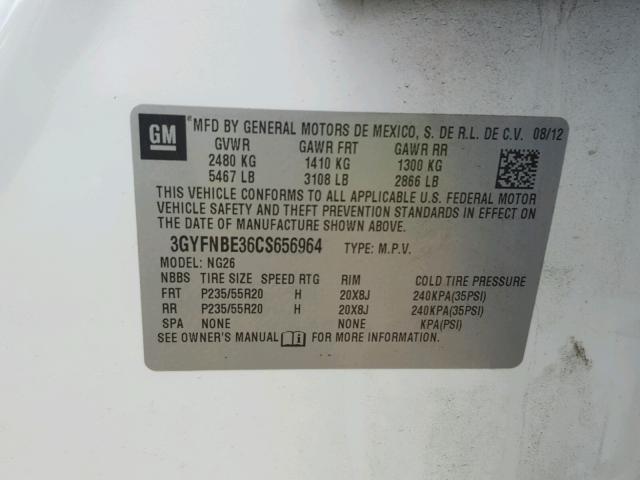 GM ® MFD BY GENERAL MOTORS DE MEXICO, S. DE R.L. DE C.V. 08/12
GVWR GAWR FRT GAWR RR
2480 KG 1410 KG 1300 KG
5467 LB 3108 LB 2866 LB
THIS VEHICLE CONFORMS TO ALL APPLICABLE U.S. FEDERAL MOTOR
VEHICLE SAFETY AND THEFT PREVENTION STANDARDS IN EFFECT ON
THE DATE OF MANUFACTURE SHOWN ABOVE.
3GYFNBE36CS656964 TYPE: M.P.V.
MODEL: NG26
NBBS TIRE SIZE SPEED RTG RIM COLD TIRE PRESSURE
FRT P235/55R20 H 20X8J 240KPA(35PSI)
RR P235/55R20 H 20X8J 240KPA(35PSI)
SPA NONE NONE KPA(PSI)
SEE OWNER'S MANUAL i FOR MORE INFORMATION.